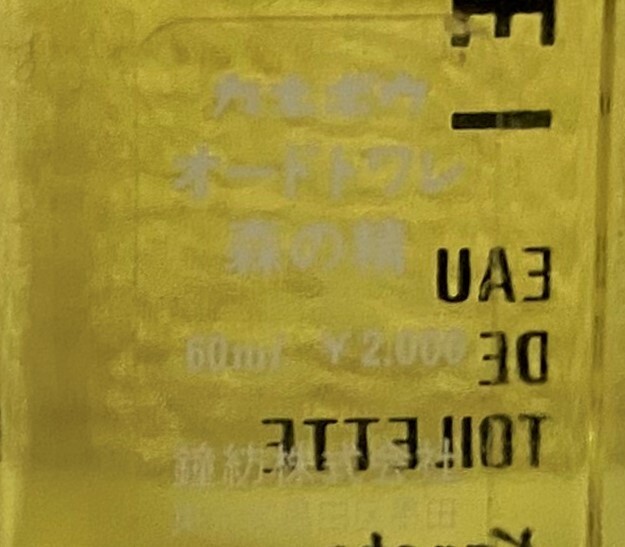 カネボウ
オードトワレ
森の精
60ml ¥2,000
鐘紡株式会社
EAU
DE
TOILETTE
Kanebo